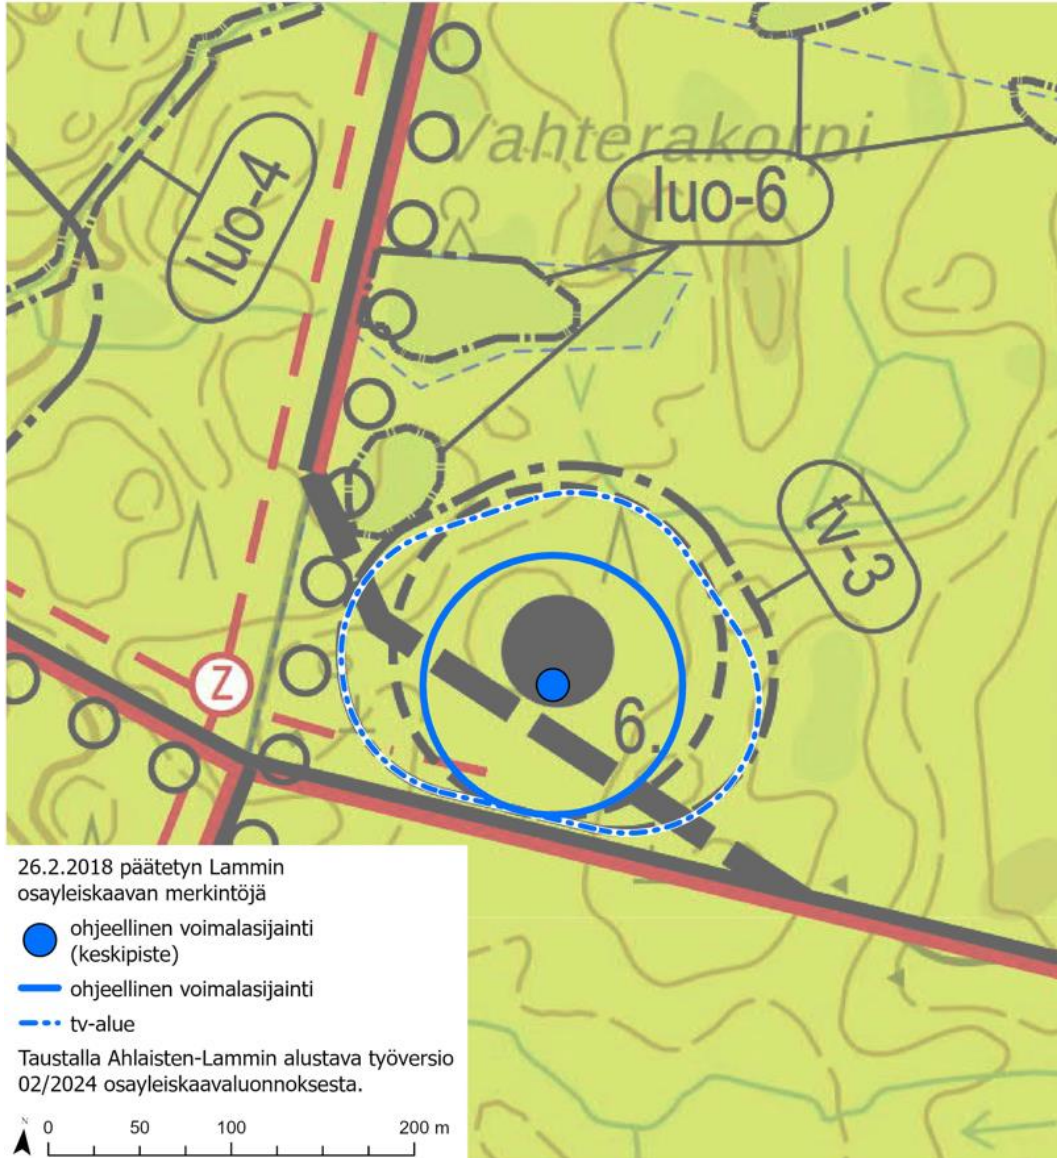 Vahterakorpi
luo-4
luo-6
tv-3
Z
6.
26.2.2018 päätetyn Lammin
osayleiskaavan merkintöjä
ohjeellinen voimalasijainti
(keskipiste)
ohjeellinen voimalasijainti
tv-alue
Taustalla Ahlaisten-Lammin alustava työversio
02/2024 osayleiskaavaluonnoksesta.
N
0 50 100 200 m